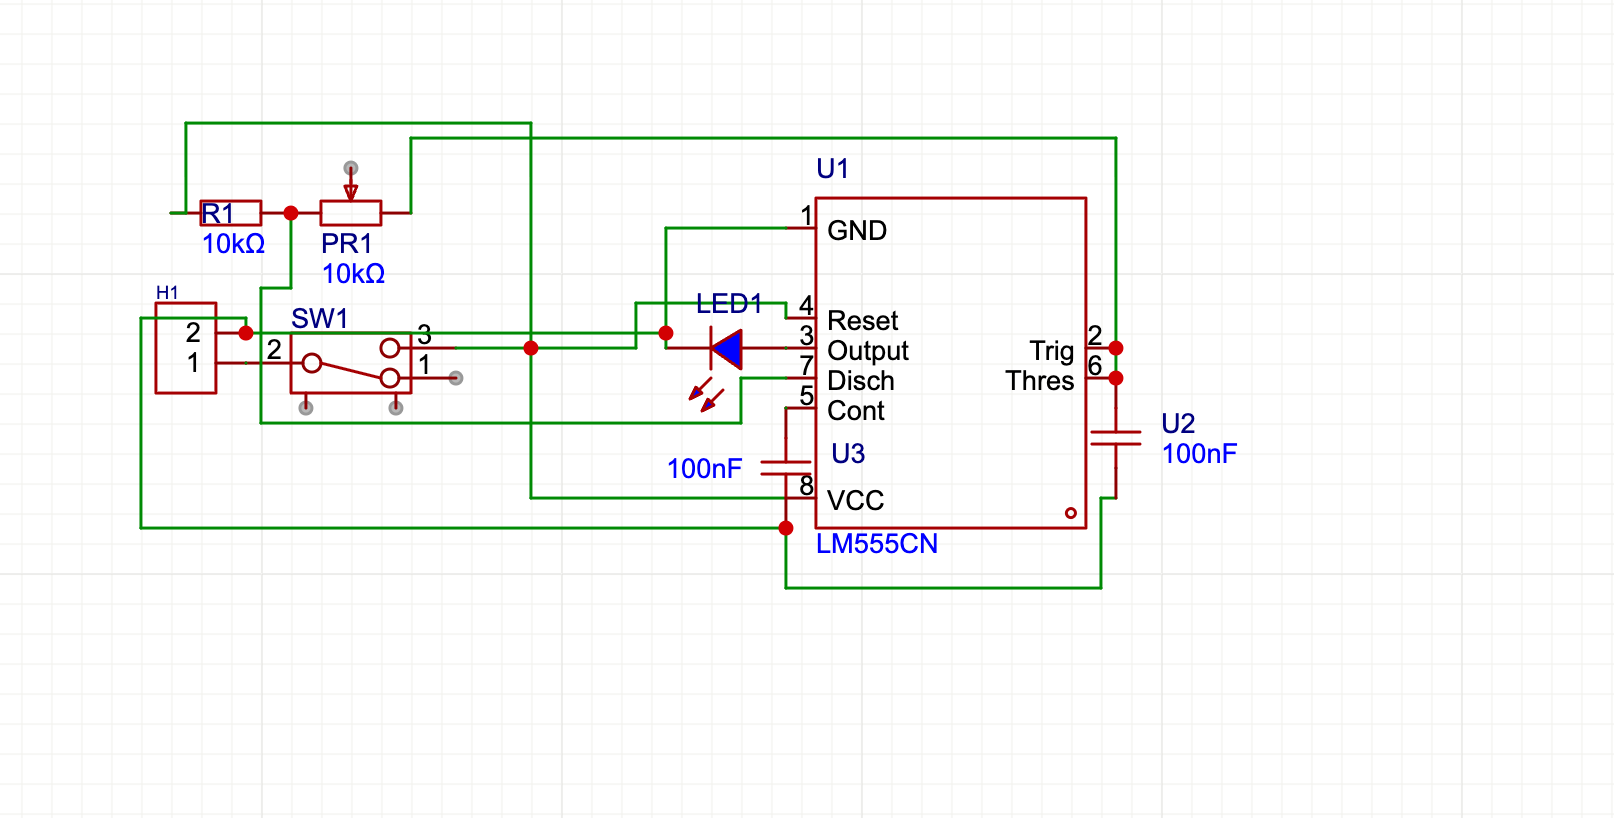 U1
1
GND
R1
10kΩ
PR1
10kΩ
H1
2
1
SW1
2
3
1
LED1
4
Reset
3
Output
7
Disch
5
Cont
Trig
2
Thres
6
U2
100nF
U3
100nF
8
VCC
LM555CN